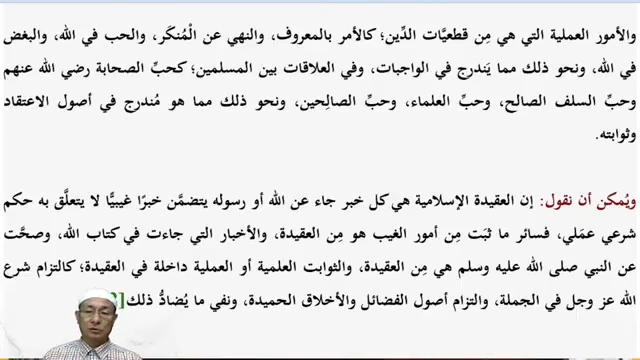 والأمور العملية التي هي مِن قطعيَّات الدِّين؛ كالأمر بالمعروف، والنهي عن الْمُنكَر، والحب في الله، والبغض
في الله، ونحو ذلك مما يَندرج في الواجبات، وفي العلاقات بين المسلمين؛ كحبِّ الصحابة رضي الله عنهم
وحبِّ السلف الصالح، وحبِّ العلماء، وحبِّ الصالِحين، ونحو ذلك مما هو مُندرج في أصول الاعتقاد
وثوابته.
ويُمكن أن نقول: إن العقيدة الإسلامية هي كل خبر جاء عن الله أو رسوله يتضمَّن خبرًا غيبيًّا لا يتعلَّق به حكم
شرعي عمَلي، فسائر ما ثبَت مِن أمور الغيب هو مِن العقيدة، والأخبار التي جاءت في كتاب الله، وصحَّت
عن النبي صلى الله عليه وسلم هي مِن العقيدة، والثوابت العلمية أو العملية داخلة في العقيدة؛ كالتزام شرع
الله عز وجل في الجملة، والتزام أصول الفضائل والأخلاق الحميدة، ونفي ما يُضادُّ ذلك